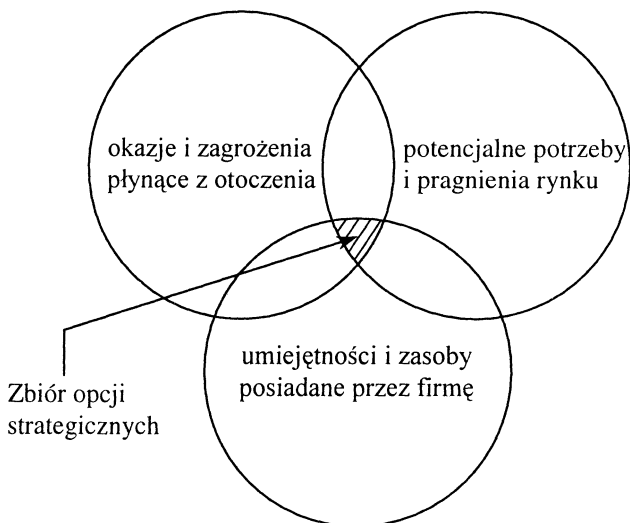 okazje i zagrożenia
płynące z otoczenia
potencjalne potrzeby
i pragnienia rynku
umiejętności i zasoby
posiadane przez firmę
Zbiór opcji
strategicznych